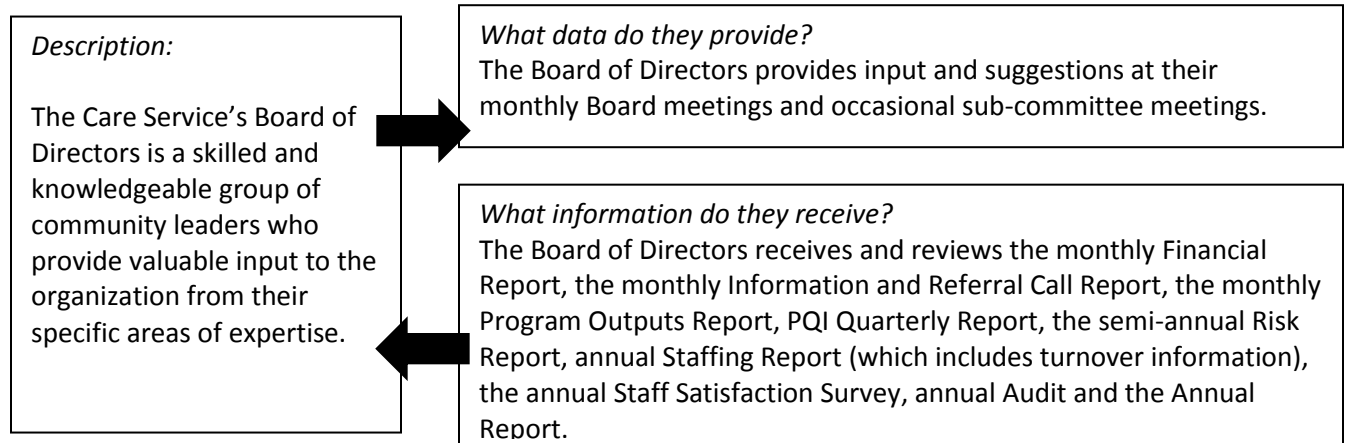 Description:
The Care Service’s Board of
Directors is a skilled and
knowledgeable group of
community leaders who
provide valuable input to the
organization from their
specific areas of expertise.
What data do they provide?
The Board of Directors provides input and suggestions at their
monthly Board meetings and occasional sub-committee meetings.
What information do they receive?
The Board of Directors receives and reviews the monthly Financial
Report, the monthly Information and Referral Call Report, the monthly
Program Outputs Report, PQI Quarterly Report, the semi-annual Risk
Report, annual Staffing Report (which includes turnover information),
the annual Staff Satisfaction Survey, annual Audit and the Annual
Report.